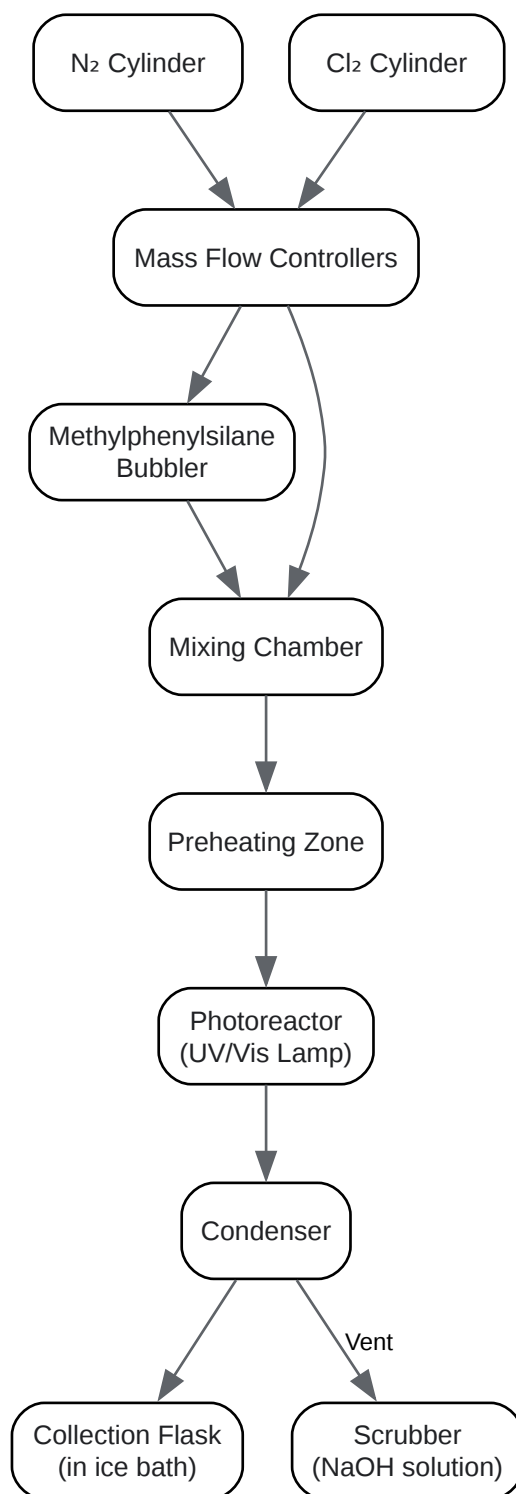 N₂ Cylinder
Cl₂ Cylinder
Mass Flow Controllers
Methylphenylsilane
Bubbler
Mixing Chamber
Preheating Zone
Photoreactor
(UV/Vis Lamp)
Condenser
Vent
Collection Flask
(in ice bath)
Scrubber
(NaOH solution)